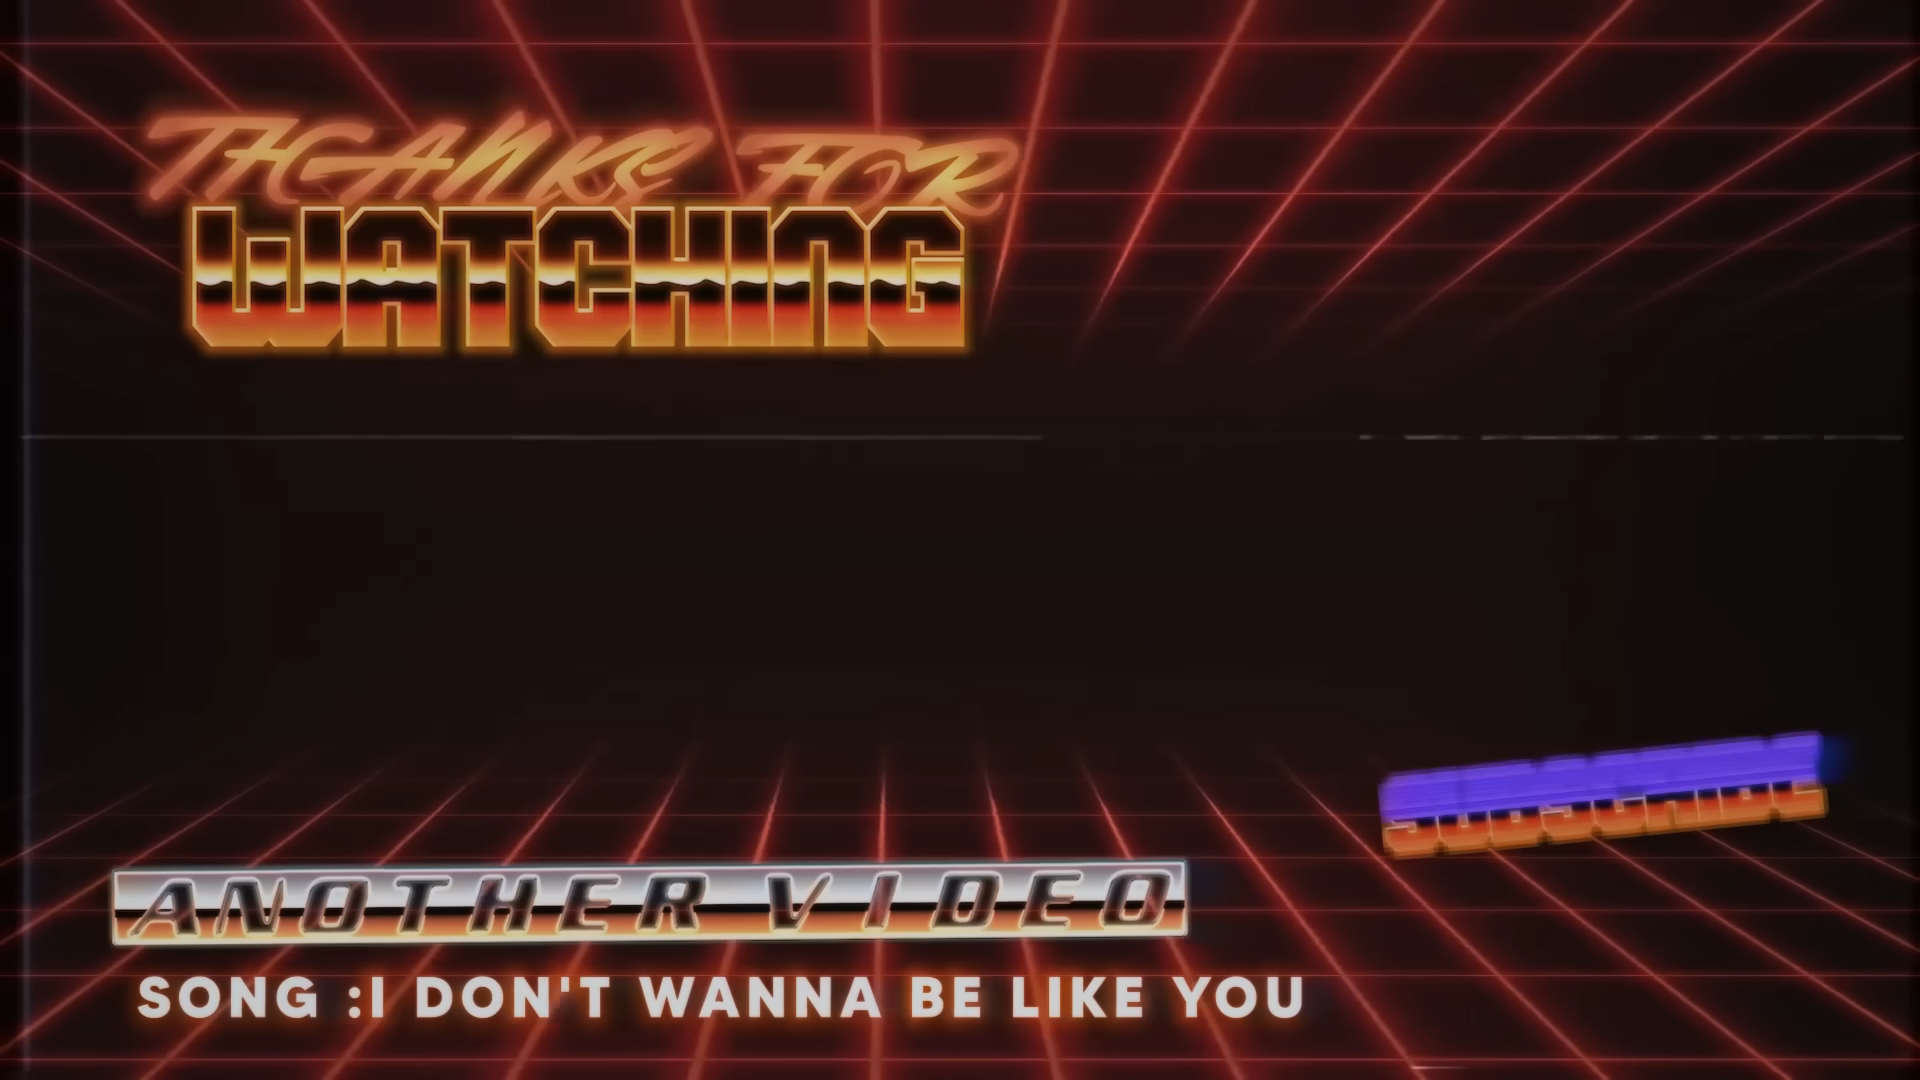 THANKS FOR
WATCHING
ANOTHER VIDEO
SONG :I DON'T WANNA BE LIKE YOU